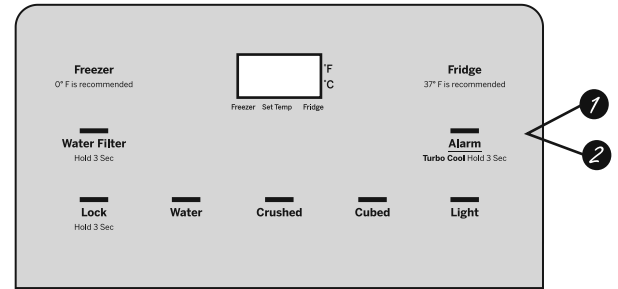 Freezer
0° F is recommended
°F
°C
Freezer Set Temp Fridge
Fridge
37° F is recommended
Water Filter
Hold 3 Sec
Alarm
Turbo Cool Hold 3 Sec
1
2
Lock
Hold 3 Sec
Water
Crushed
Cubed
Light